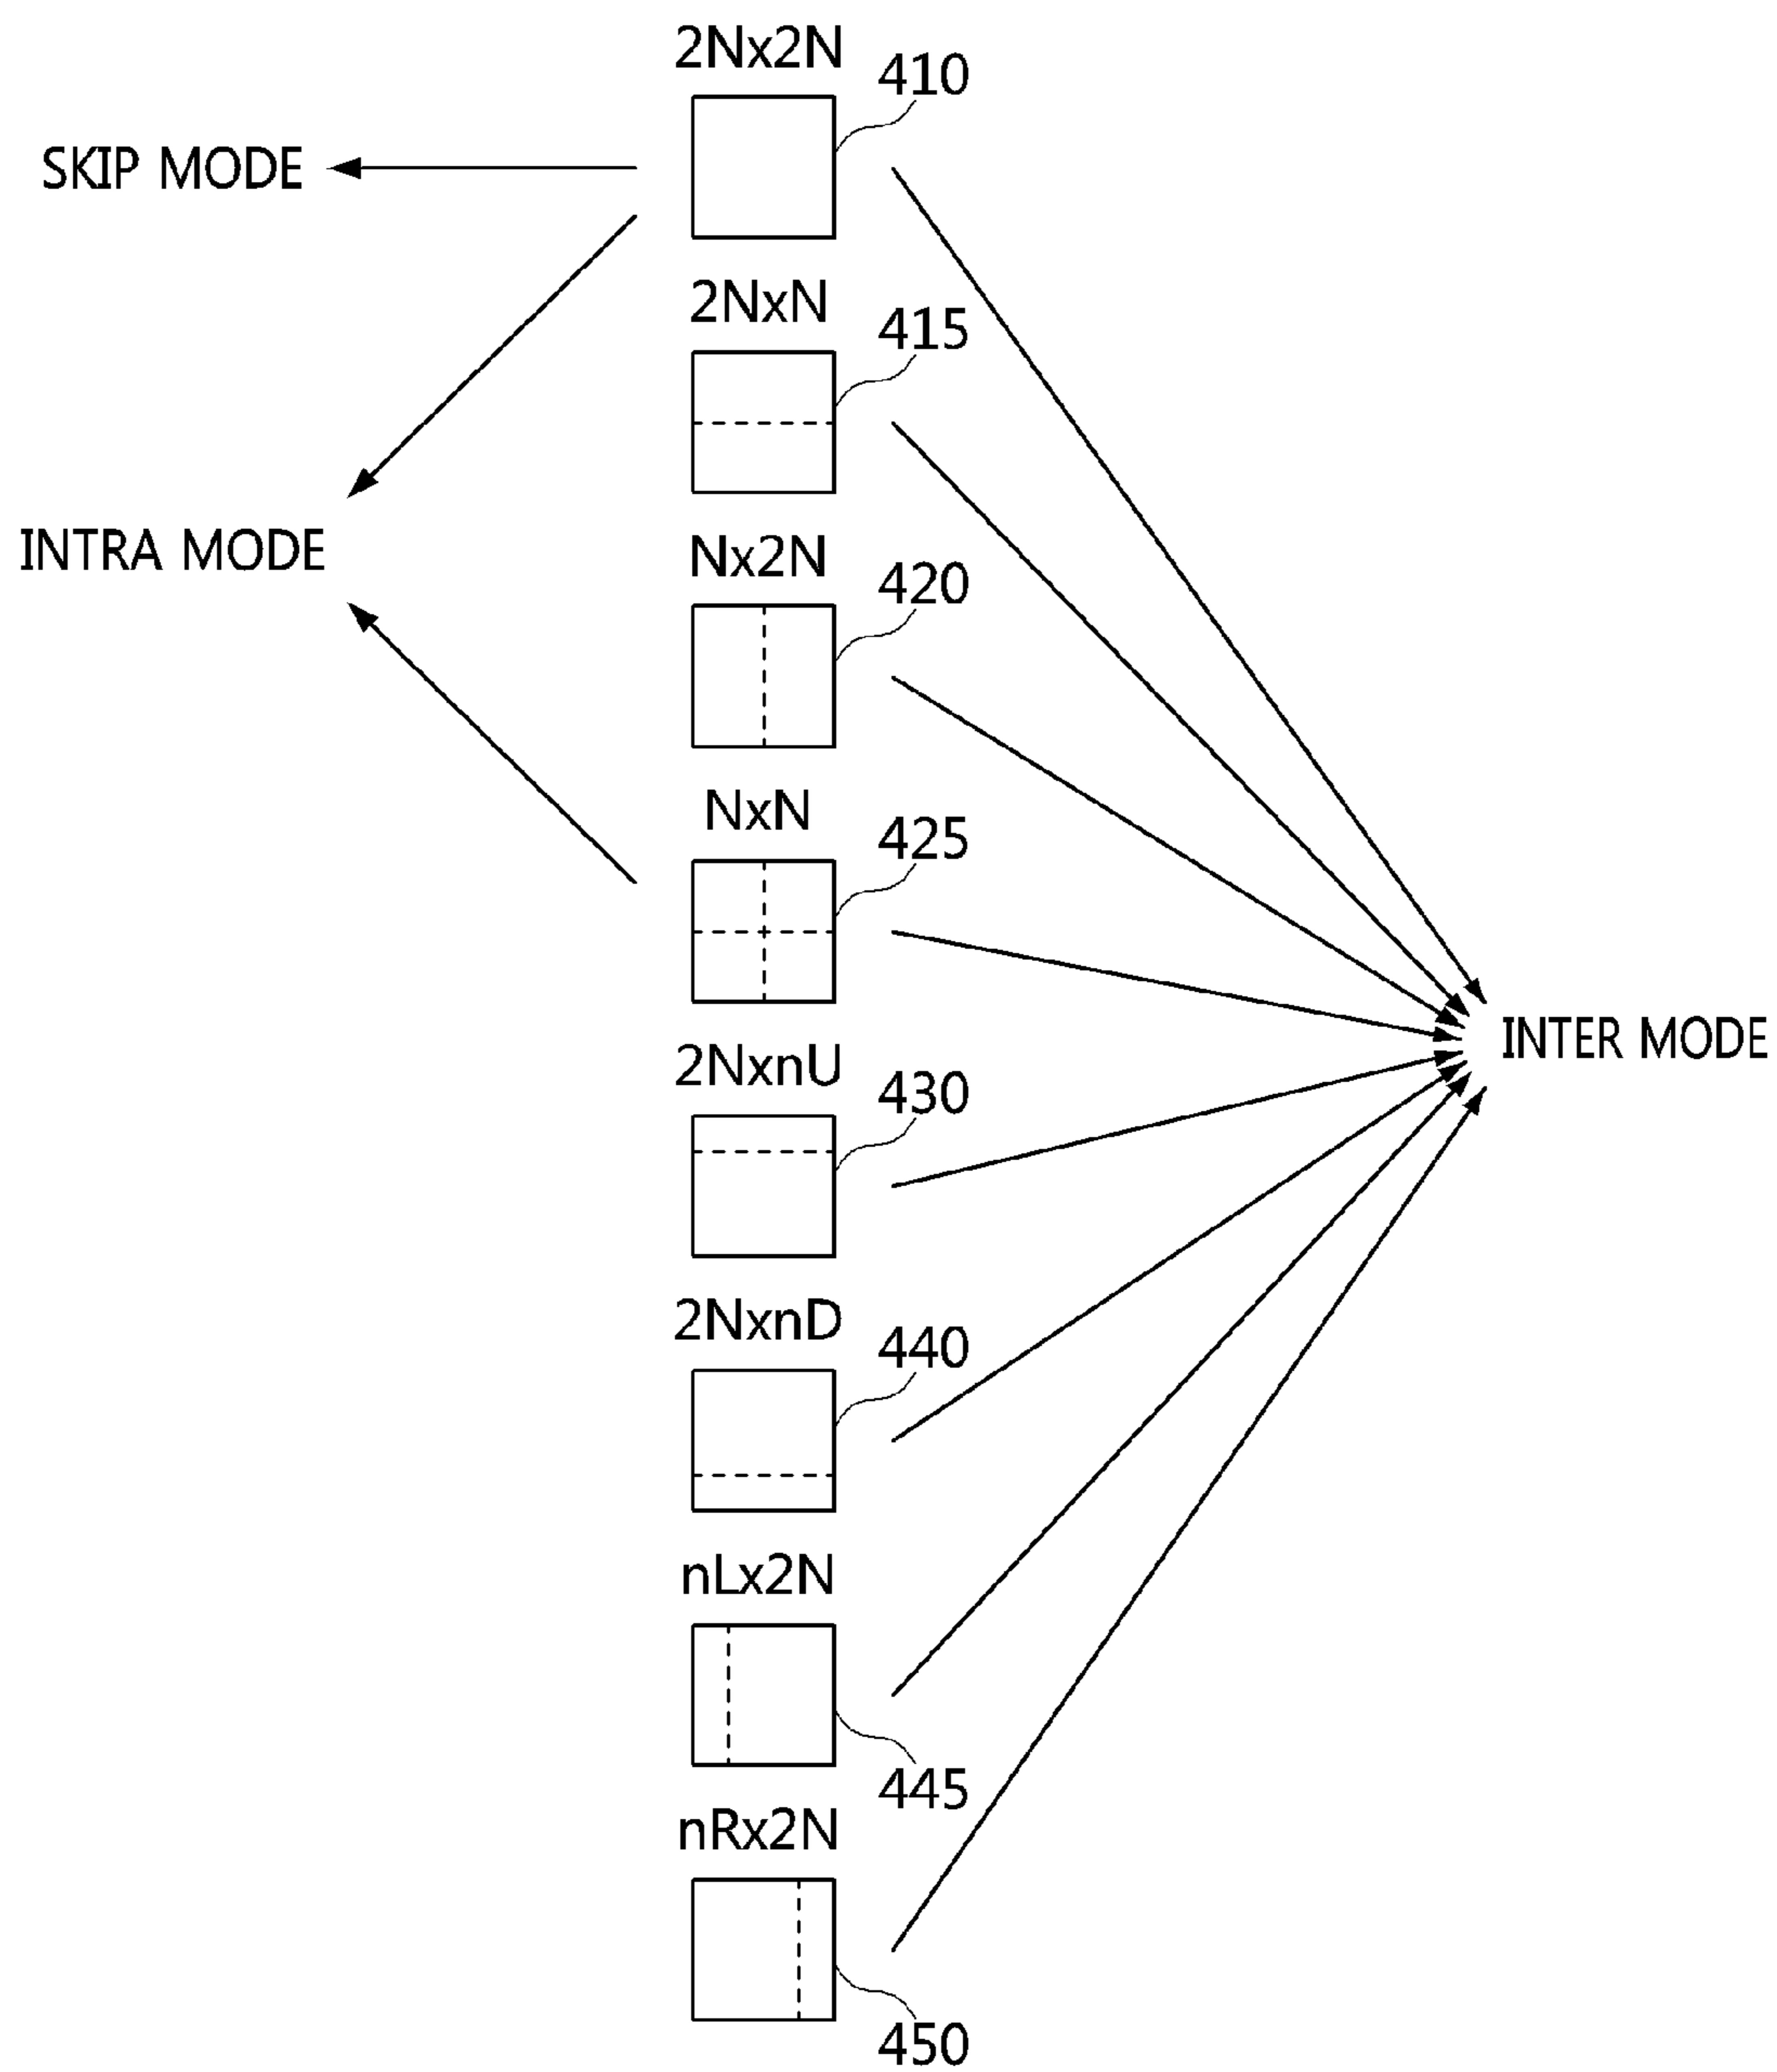 2Nx2N
410
SKIP MODE
2NxN
415
INTRA MODE
Nx2N
420
NxN
425
INTER MODE
2NxnU
430
2NxnD
440
nLx2N
445
nRx2N
450